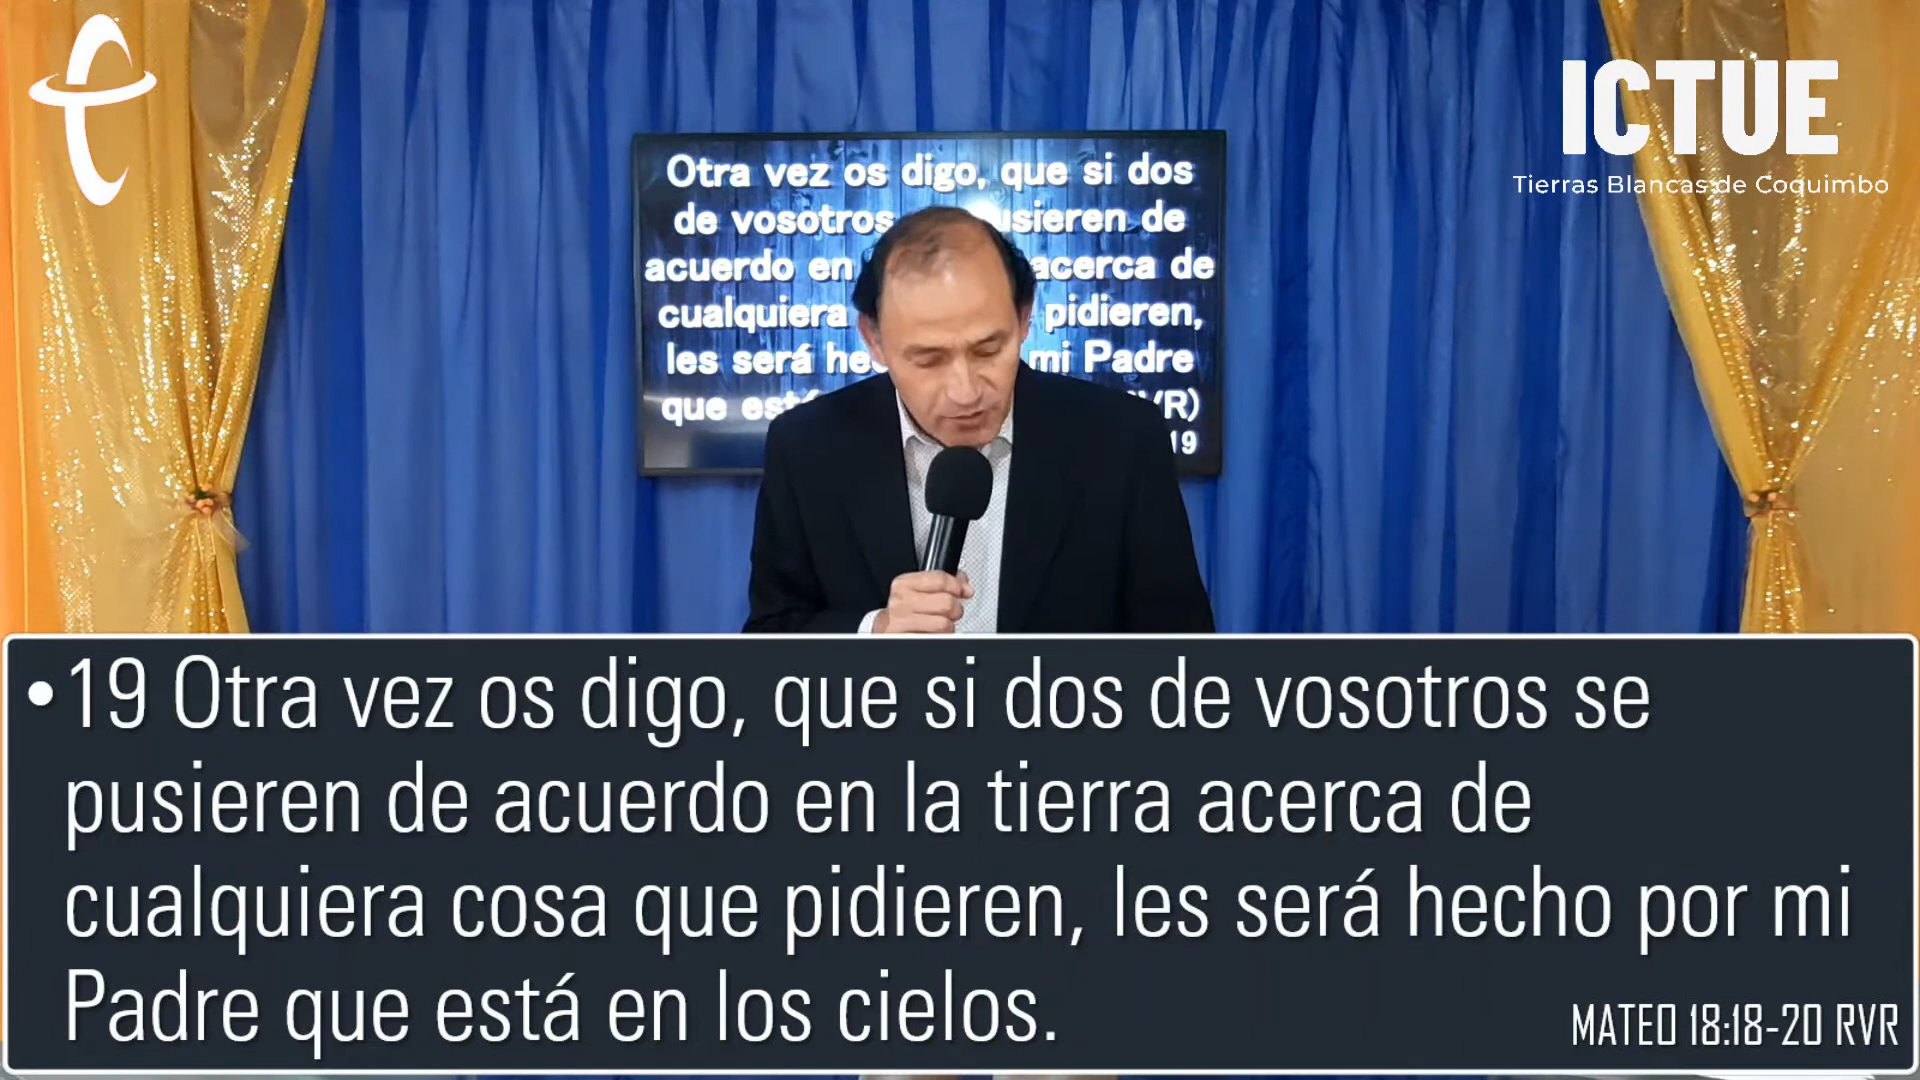 ICTUE
Tierras Blancas de Coquimbo
Otra vez os digo, que si dos
de vosotros usieren de
acuerdo en acerca de
cualquiera pidieren,
les será mi Padre
que VR)
19
•19 Otra vez os digo, que si dos de vosotros se
pusieren de acuerdo en la tierra acerca de
cualquiera cosa que pidieren, les será hecho por mi
Padre que está en los cielos.
MATEO 18:18-20 RVR